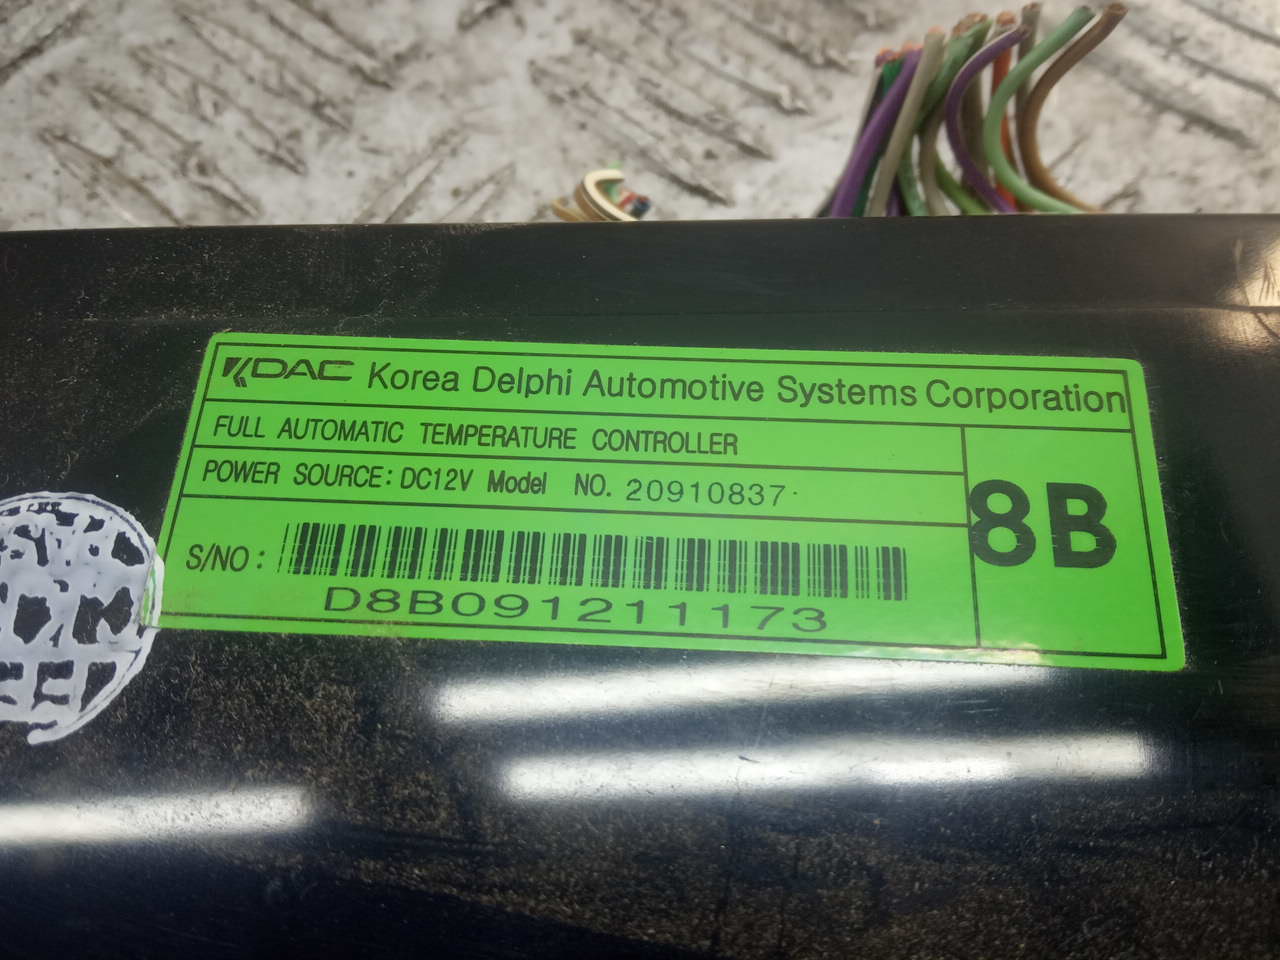 KDAC Korea Delphi Automotive Systems Corporation
FULL AUTOMATIC TEMPERATURE CONTROLLER
POWER SOURCE: DC12V Model NO. 20910837
8B
S/NO :
D8B091211173